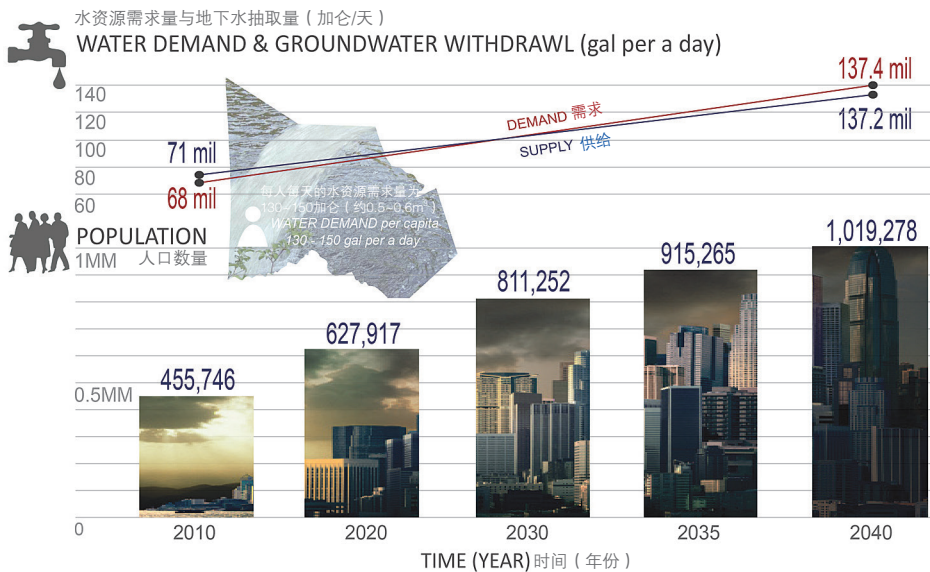 水资源需求量与地下水抽取量（加仑/天）
WATER DEMAND & GROUNDWATER WITHDRAWL (gal per a day)
137.4 mil
140
137.2 mil
120
DEMAND 需求
SUPPLY 供给
100
71 mil
80
68 mil
60
每人每天的水资源需求量为
130-150加仑（约0.5-0.6m³）
WATER DEMAND per capita
130 - 150 gal per a day
POPULATION
人口数量
1MM
1,019,278
915,265
811,252
627,917
455,746
0.5MM
0
2010
2020
2030
2035
2040
TIME (YEAR) 时间（年份）